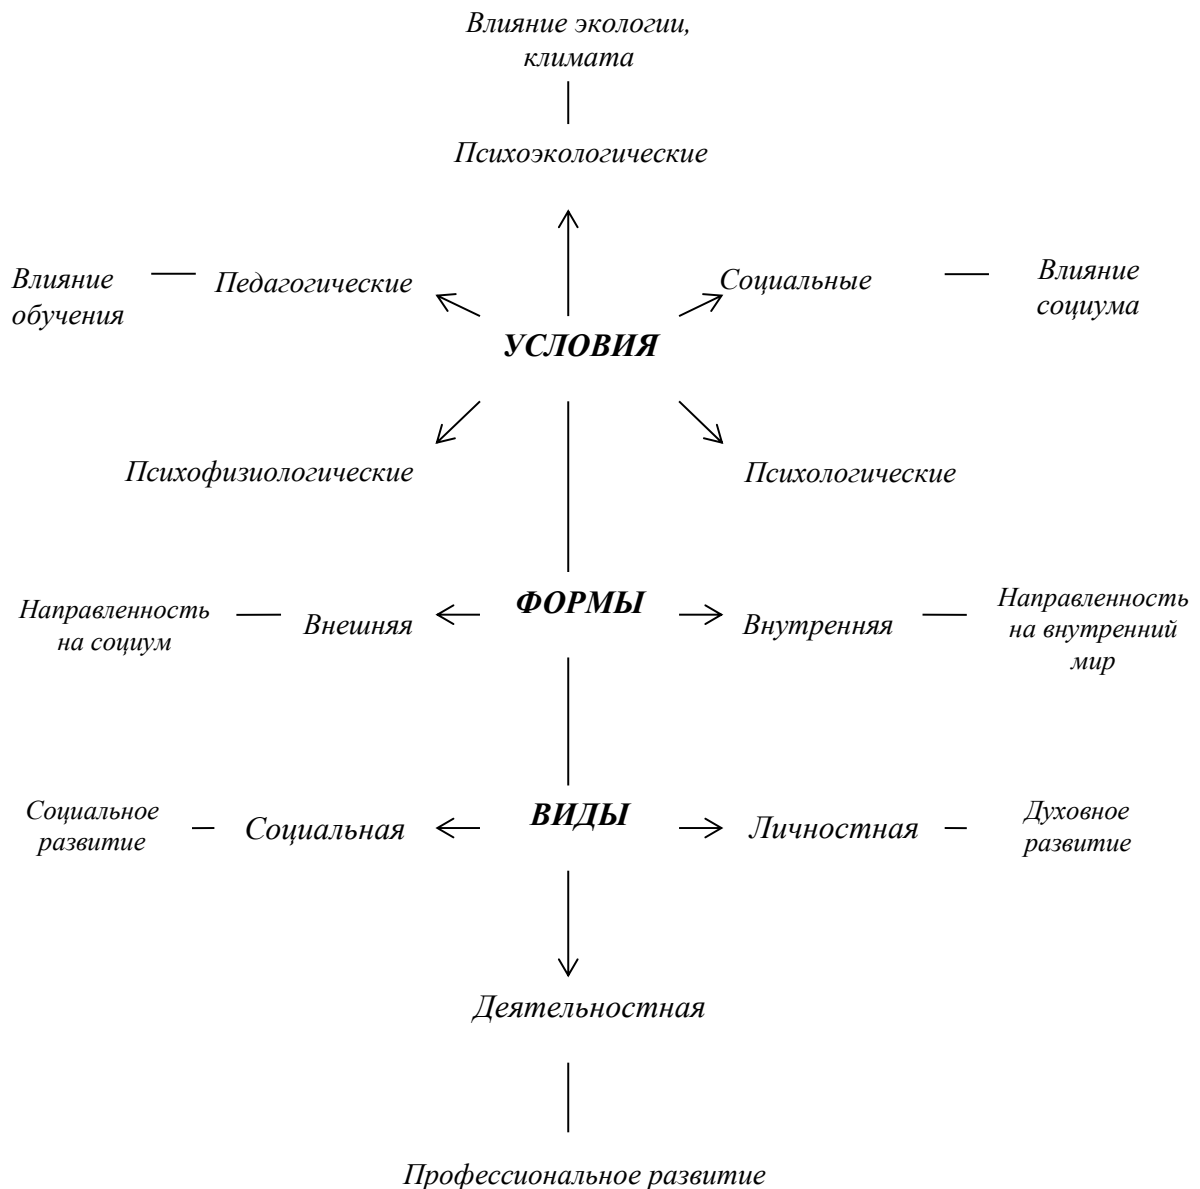 Влияние экологии,
климата
Психоэкологические
Влияние
обучения
Педагогические
Социальные
Влияние
социума
УСЛОВИЯ
Психофизиологические
Психологические
Направленность
на социум
Внешняя
ФОРМЫ
Внутренняя
Направленность
на внутренний
мир
Социальное
развитие
Социальная
ВИДЫ
Личностная
Духовное
развитие
Деятельностная
Профессиональное развитие